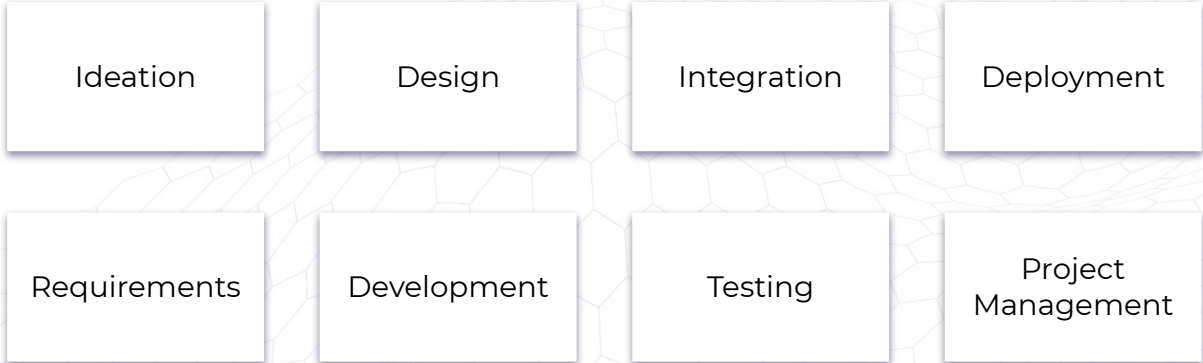 Ideation
Design
Integration
Deployment
Requirements
Development
Testing
Project
Management